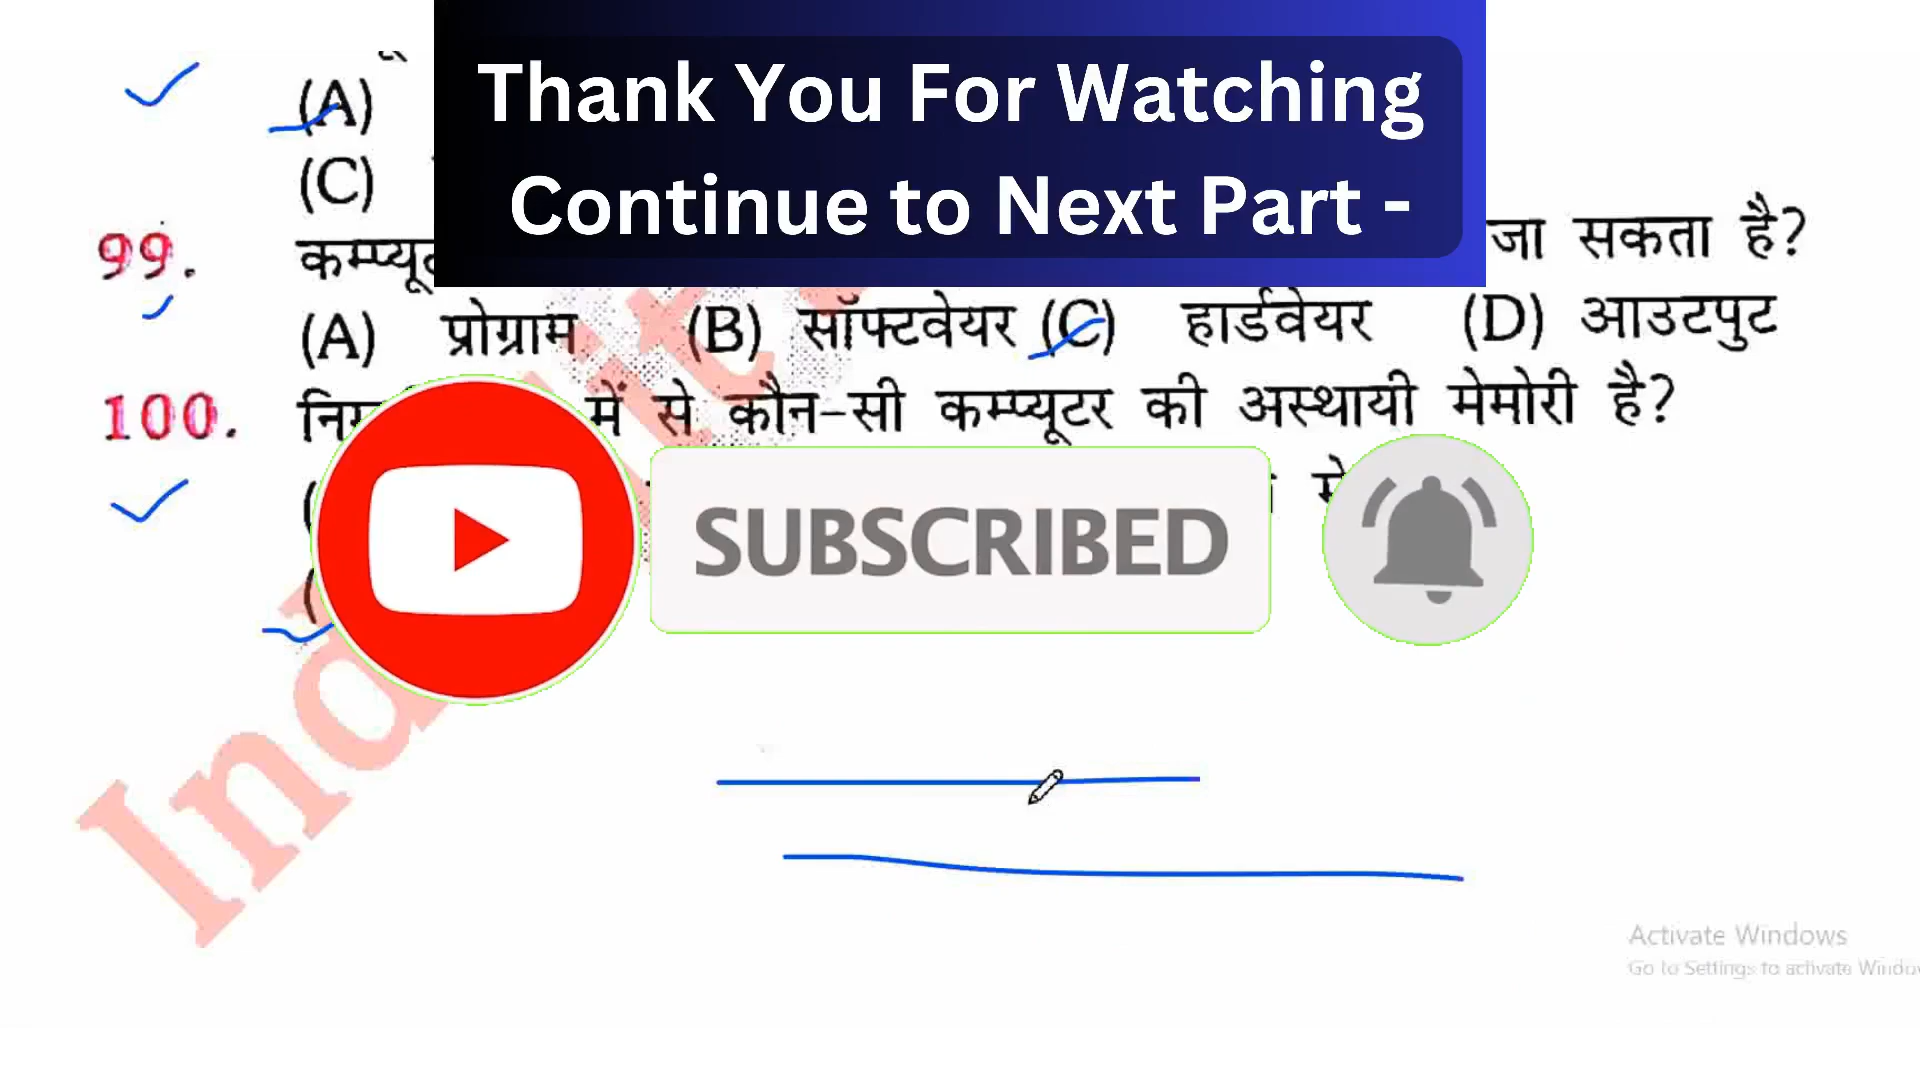 Thank You For Watching
Continue to Next Part -
(A)
(C)
99. जा सकता है?
(A) प्रोग्राम (B) सॉफ्टवेयर (C) हार्डवेयर (D) आउटपुट
100. में से कौन-सी कम्प्यूटर की अस्थायी मेमोरी है?
SUBSCRIBED
Activate Windows
Go to Settings to activate